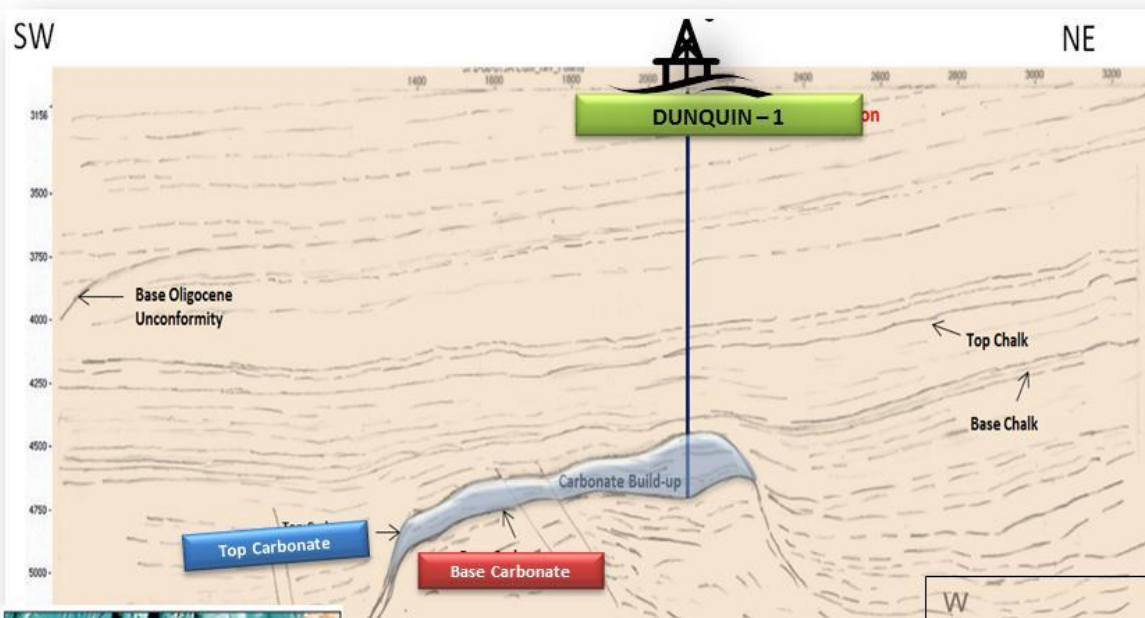 SW
NE
1400
1600
1800
2000
2400
2600
2800
3000
3200
DUNQUIN – 1
on
3156
3500
3750
4000
4250
4500
4750
5000
Base Oligocene
Unconformity
Top Chalk
Base Chalk
Carbonate Build-up
Top Carbonate
Base Carbonate
W